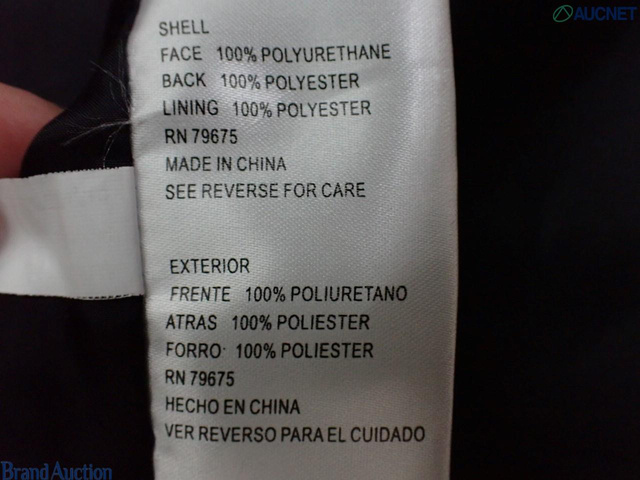 AUCNET
SHELL
FACE 100% POLYURETHANE
BACK 100% POLYESTER
LINING 100% POLYESTER
RN 79675
MADE IN CHINA
SEE REVERSE FOR CARE
EXTERIOR
FRENTE 100% POLIURETANO
ATRAS 100% POLIESTER
FORRO· 100% POLIESTER
RN 79675
HECHO EN CHINA
VER REVERSO PARA EL CUIDADO
Brand Auction